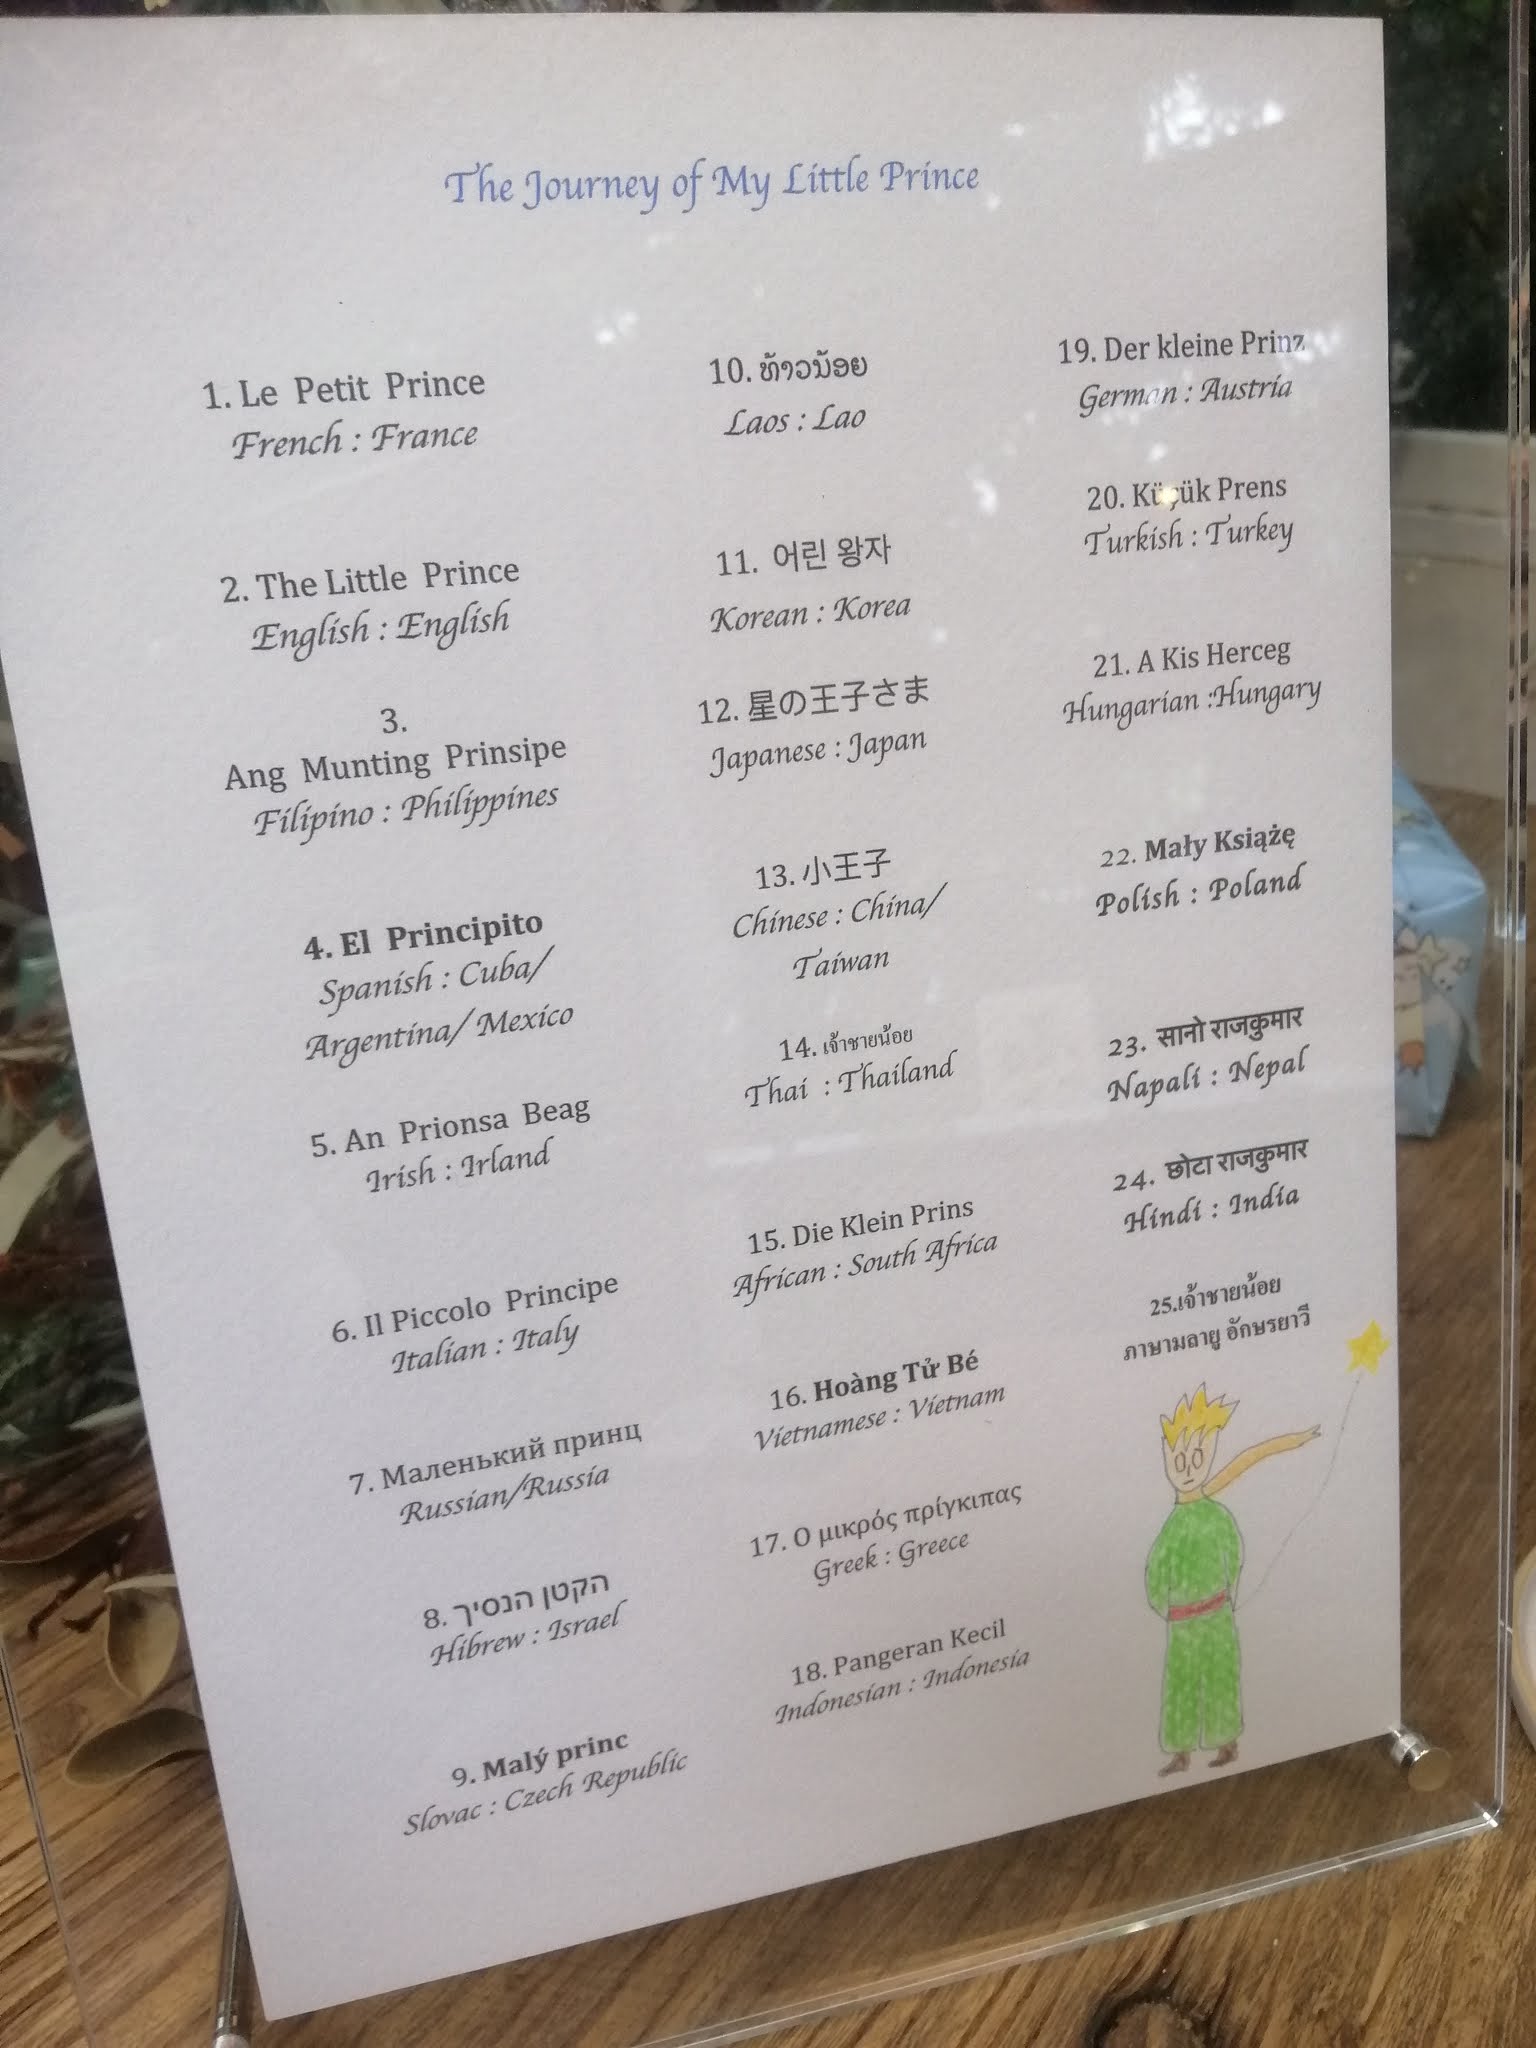 The Journey of My Little Prince
1. Le Petit Prince
French : France
2. The Little Prince
English : English
3.
Ang Munting Prinsipe
Filipino : Philippines
4. El Principito
Spanish : Cuba/
Argentina/ Mexico
5. An Prionsa Beag
Irish : Irland
6. Il Piccolo Principe
Italian : Italy
7. Маленький принц
Russian/Russia
8. הקטן הנסיך
Hibrew : Israel
9. Malý princ
Slovac : Czech Republic
10. ທ້າວນ້ອຍ
Laos : Lao
11. 어린 왕자
Korean : Korea
12. 星の王子さま
Japanese : Japan
13. 小王子
Chinese : China/
Taiwan
14. เจ้าชายน้อย
Thai : Thailand
15. Die Klein Prins
African : South Africa
16. Hoàng Tử Bé
Vietnamese : Vietnam
17. Ο μικρός πρίγκιπας
Greek : Greece
18. Pangeran Kecil
Indonesian : Indonesia
19. Der kleine Prinz
German : Austria
20. Küçük Prens
Turkish : Turkey
21. A Kis Herceg
Hungarian :Hungary
22. Mały Książę
Polish : Poland
23. सानो राजकुमार
Napali : Nepal
24. छोटा राजकुमार
Hindi : India
25.เจ้าชายน้อย
ภาษามลายู อักษรยาวี